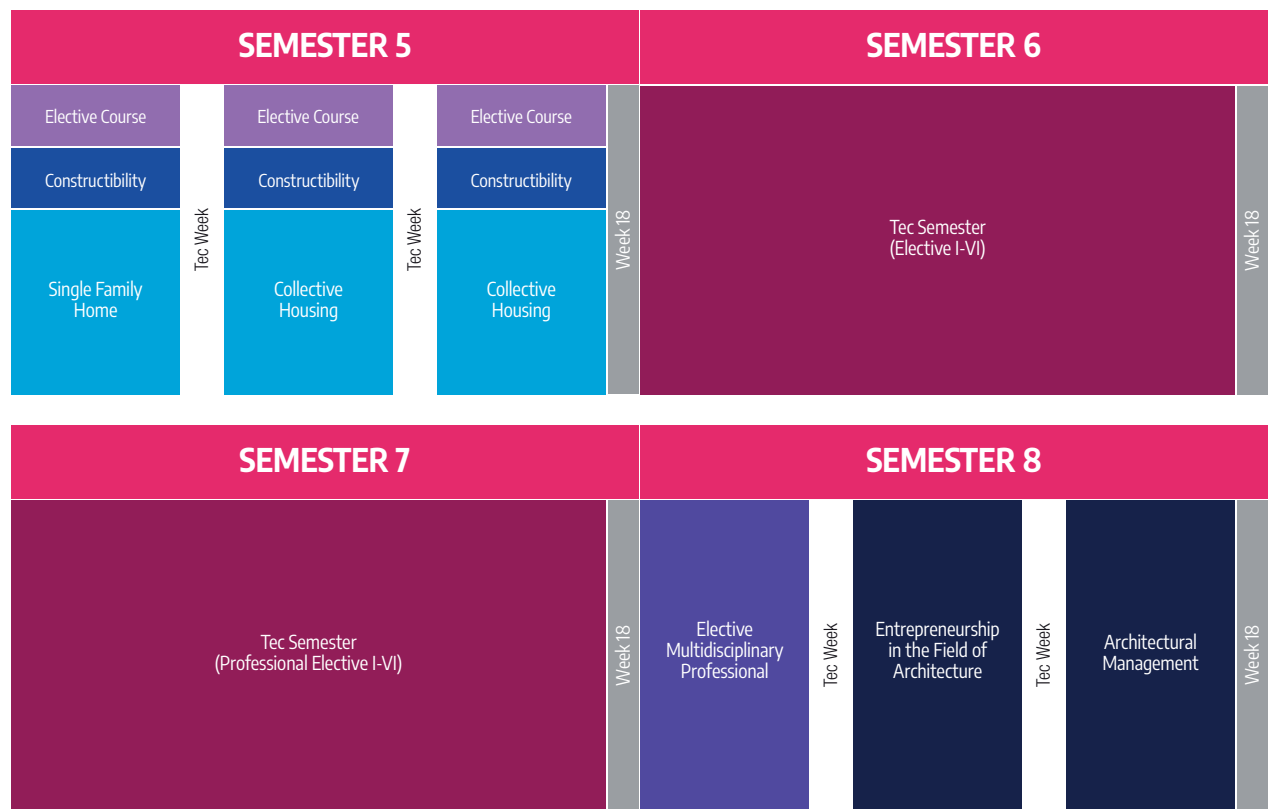 SEMESTER 5
Elective Course
Constructibility
Single Family
Home
Tec Week
Elective Course
Constructibility
Collective
Housing
Tec Week
Elective Course
Constructibility
Collective
Housing
Week 18
SEMESTER 6
Tec Semester
(Elective I-VI)
Week 18
SEMESTER 7
Tec Semester
(Professional Elective I-VI)
Week 18
SEMESTER 8
Elective
Multidisciplinary
Professional
Tec Week
Entrepreneurship
in the Field of
Architecture
Tec Week
Architectural
Management
Week 18